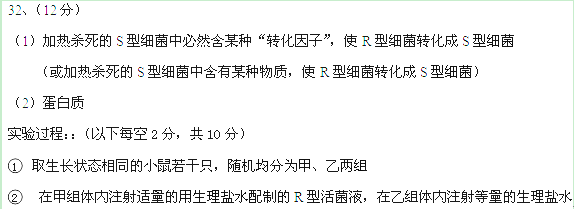 32、（12分）
（1）加热杀死的S型细菌中必然含某种“转化因子”，使R型细菌转化成S型细菌
（或加热杀死的S型细菌中含有某种物质，使R型细菌转化成S型细菌）
（2）蛋白质
实验过程：:（以下每空2分，共10分）
① 取生长状态相同的小鼠若干只，随机均分为甲、乙两组
② 在甲组体内注射适量的用生理盐水配制的R型活菌液，在乙组体内注射等量的生理盐水